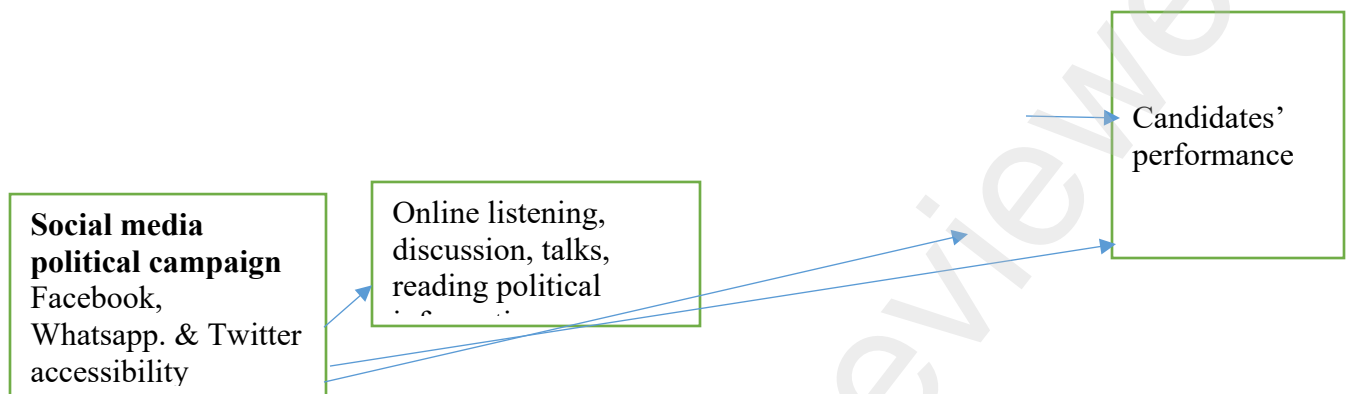 Social media
political campaign
Facebook,
Whatsapp. & Twitter
accessibility
Online listening,
discussion, talks,
reading political
Candidates’
performance